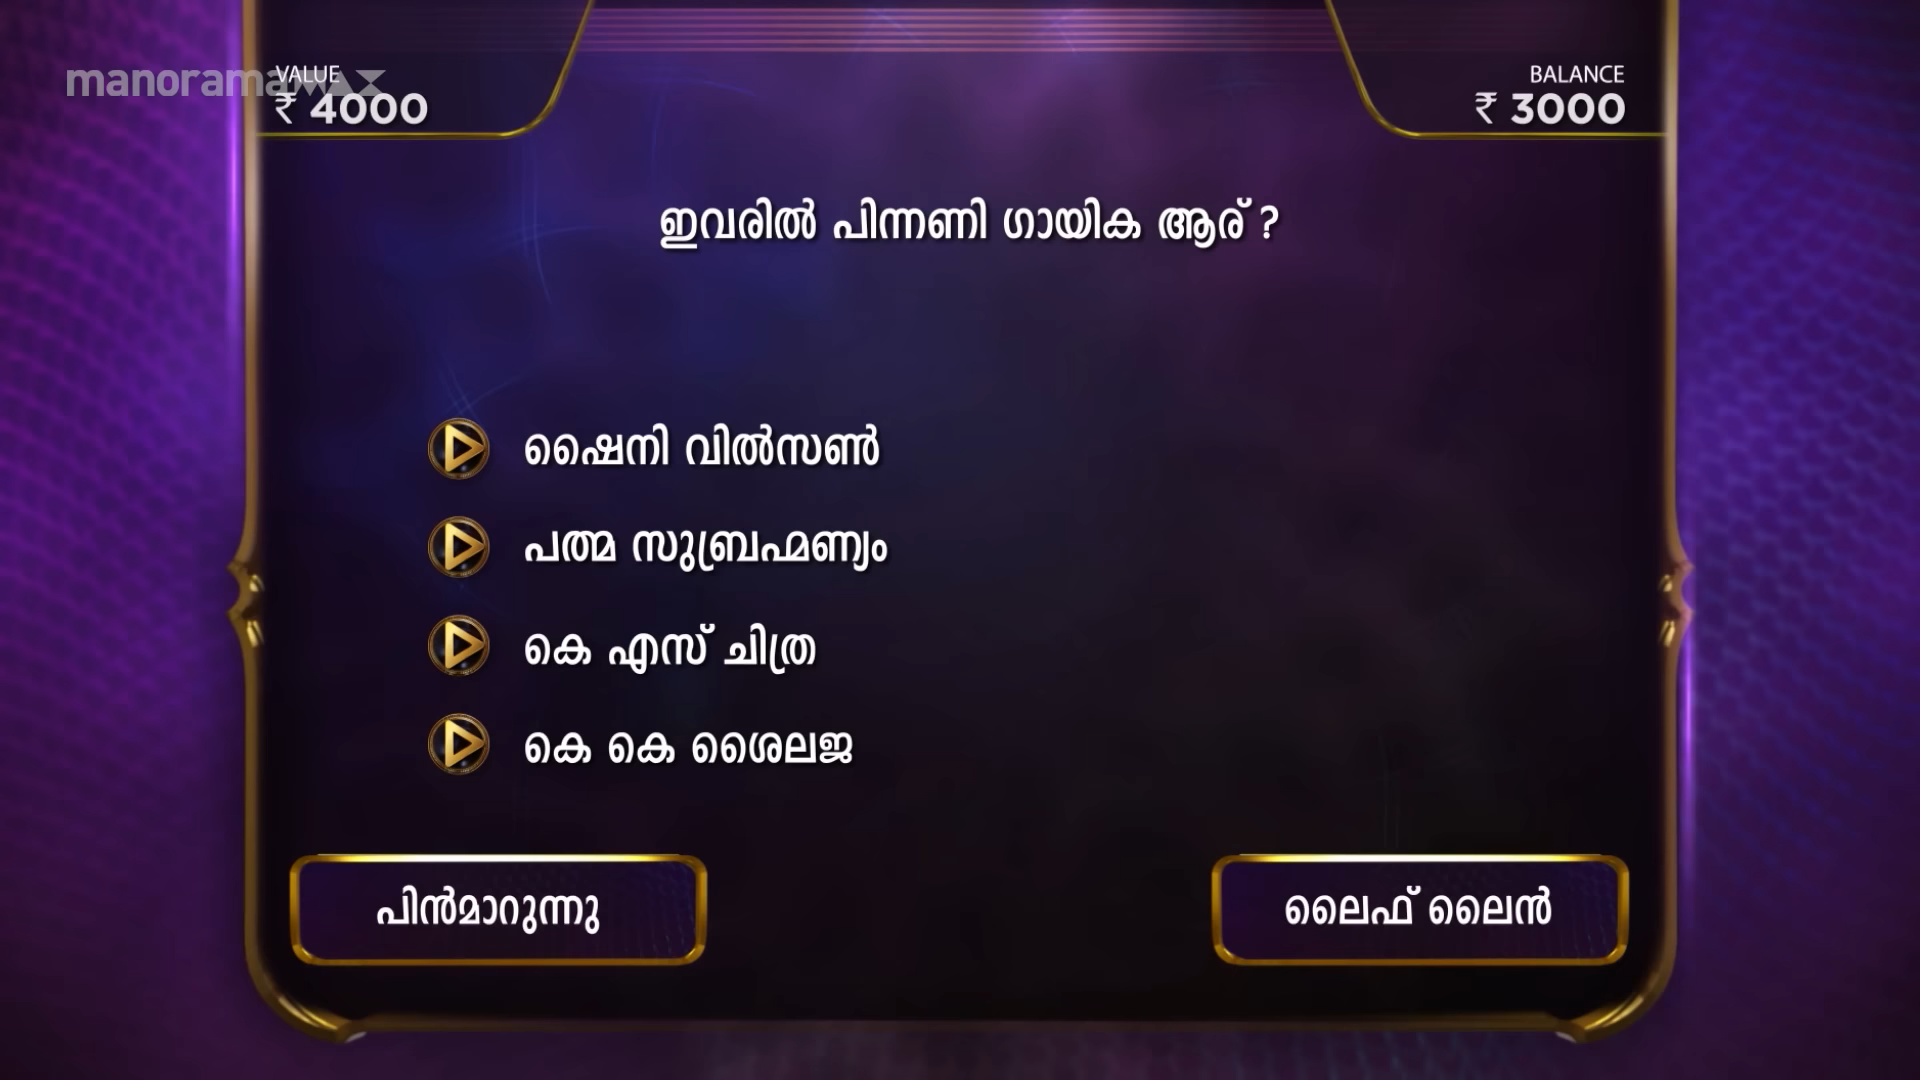 manoramaMAX
VALUE
₹ 4000
BALANCE
₹ 3000
ഇവരിൽ പിന്നണി ഗായിക ആര് ?
ഷൈനി വിൽസൺ
പത്മ സുബ്രഹ്മണ്യം
കെ എസ് ചിത്ര
കെ കെ ശൈലജ
പിൻമാറുന്നു
ലൈഫ് ലൈൻ